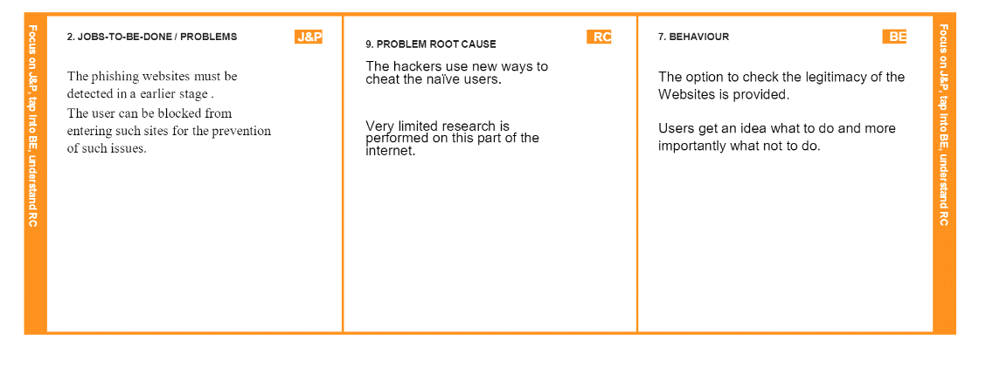 Focus on J&P, tap into BE, understand RC
2. JOBS-TO-BE-DONE / PROBLEMS
J&P
The phishing websites must be
detected in a earlier stage .
The user can be blocked from
entering such sites for the prevention
of such issues.
9. PROBLEM ROOT CAUSE
RC
The hackers use new ways to
cheat the naïve users.
Very limited research is
performed on this part of the
internet.
7. BEHAVIOUR
BE
The option to check the legitimacy of the
Websites is provided.
Users get an idea what to do and more
importantly what not to do.
Focus on J&P, tap into BE, understand RC